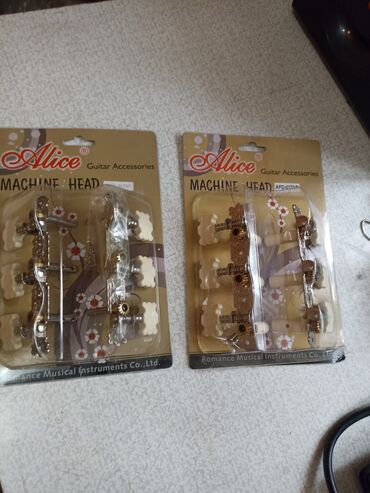 Alice®
Guitar Accessories
MACHINE HEAD
Romance Musical Instruments Co.,Ltd.
Alice®
Guitar Accessories
MACHINE HEAD
Romance Musical Instruments Co.,Ltd.